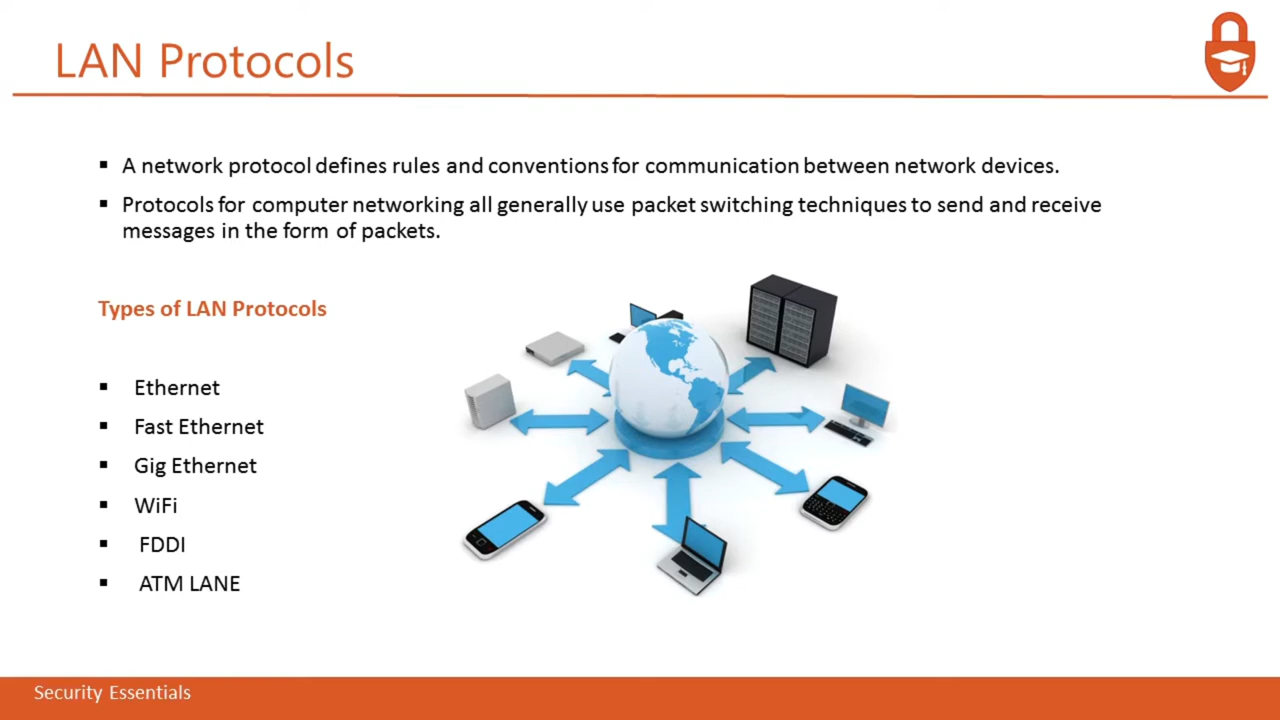 LAN Protocols
▪ A network protocol defines rules and conventions for communication between network devices.
▪ Protocols for computer networking all generally use packet switching techniques to send and receive
messages in the form of packets.
Types of LAN Protocols
▪ Ethernet
▪ Fast Ethernet
▪ Gig Ethernet
▪ WiFi
▪ FDDI
▪ ATM LANE
Security Essentials